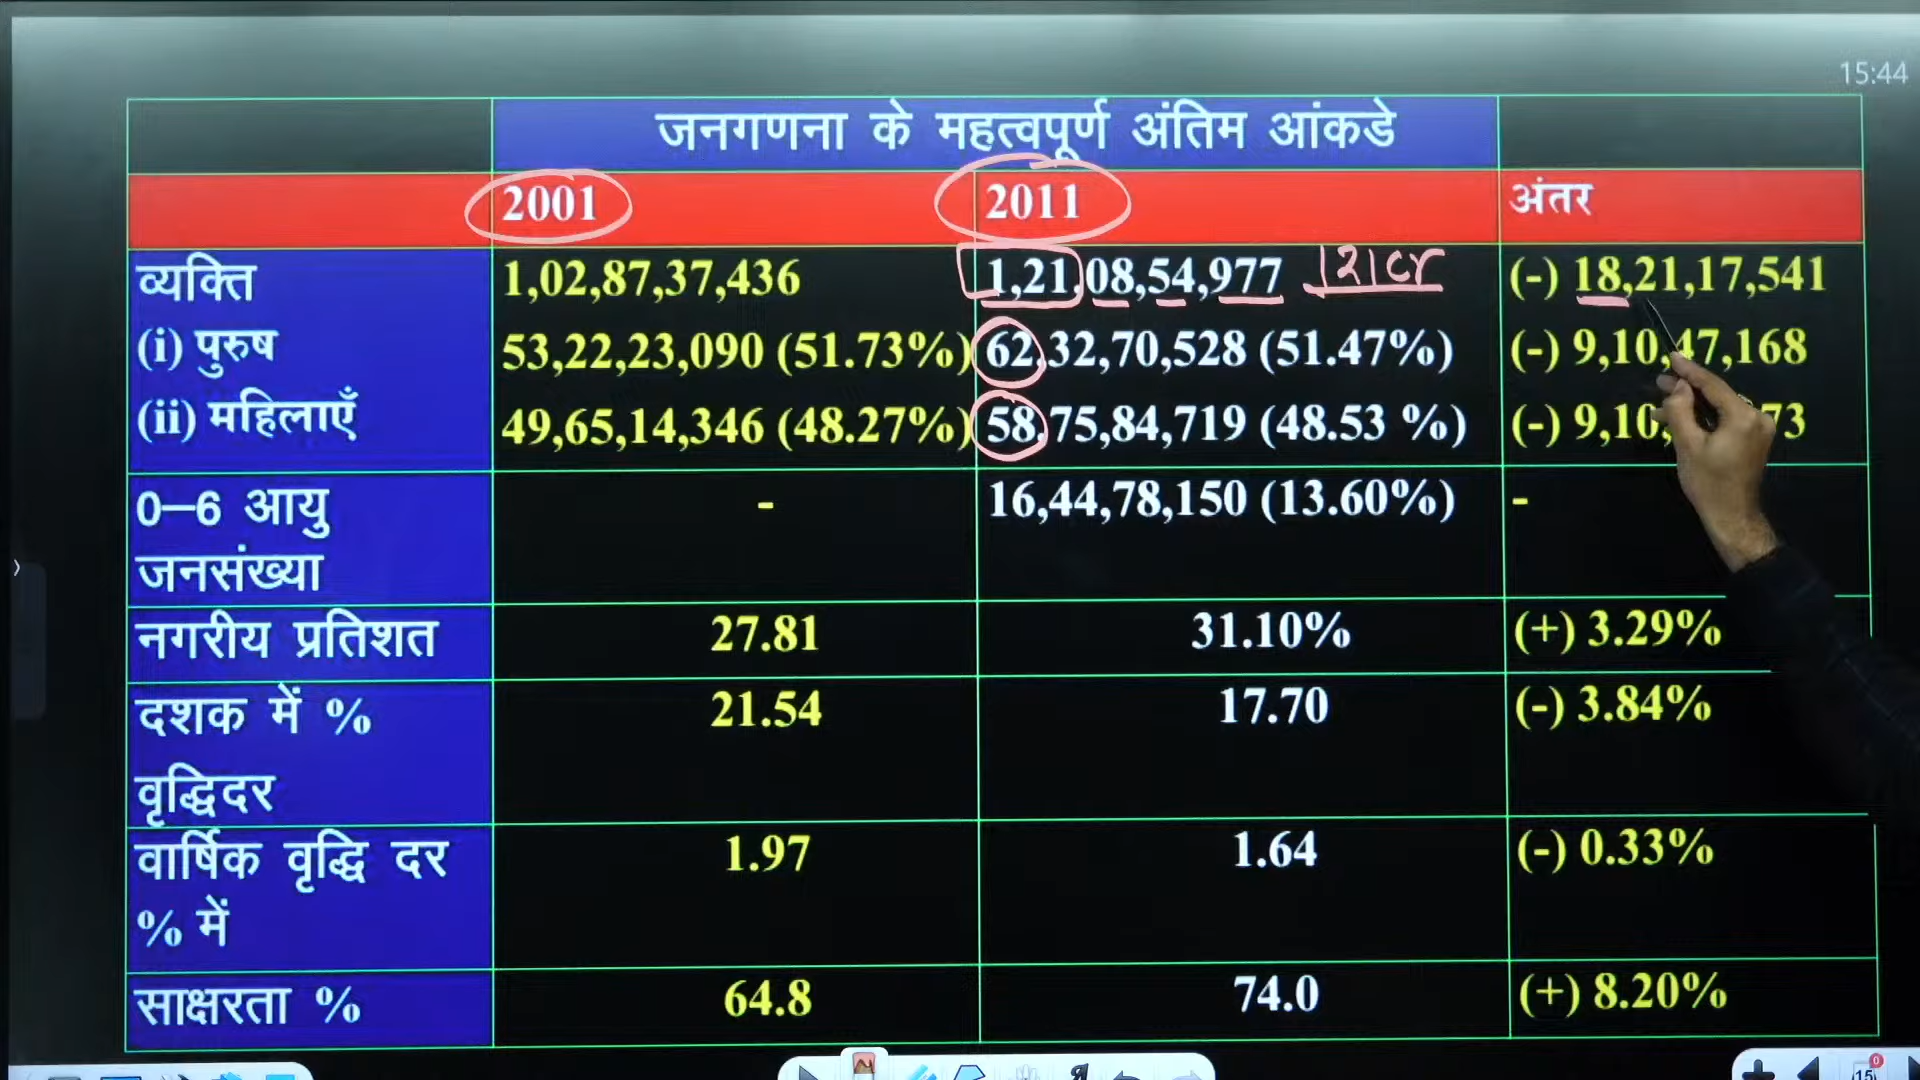 15:44
जनगणना के महत्वपूर्ण अंतिम आंकडे
2001 2011 अंतर
व्यक्ति 1,02,87,37,436 1,21,08,54,977 121cr (-) 18,21,17,541
(i) पुरुष 53,22,23,090 (51.73%) 62,32,70,528 (51.47%) (-) 9,10,47,168
(ii) महिलाएँ 49,65,14,346 (48.27%) 58,75,84,719 (48.53 %) (-) 9,10, 73
0–6 आयु - 16,44,78,150 (13.60%) -
जनसंख्या
नगरीय प्रतिशत 27.81 31.10% (+) 3.29%
दशक में % 21.54 17.70 (-) 3.84%
वृद्धिदर
वार्षिक वृद्धि दर 1.97 1.64 (-) 0.33%
% में
साक्षरता % 64.8 74.0 (+) 8.20%
15
0